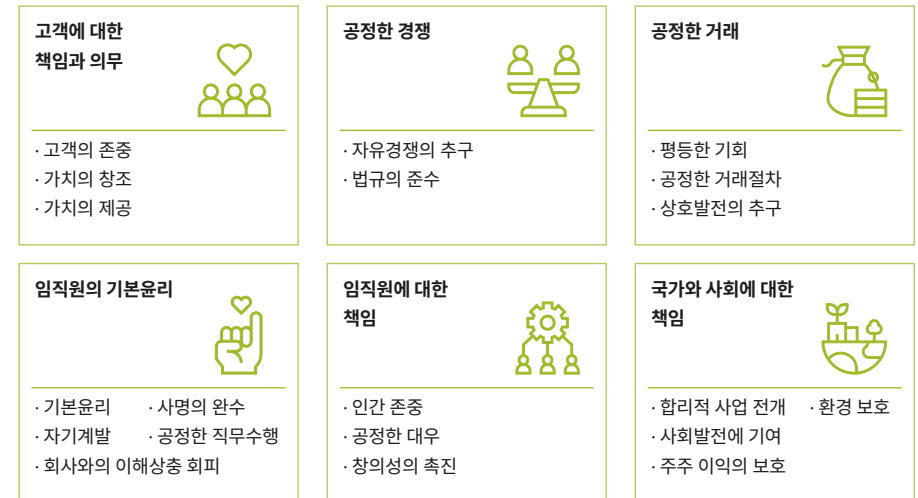 고객에 대한
책임과 의무
· 고객의 존중
· 가치의 창조
· 가치의 제공
공정한 경쟁
· 자유경쟁의 추구
· 법규의 준수
공정한 거래
· 평등한 기회
· 공정한 거래절차
· 상호발전의 추구
임직원의 기본윤리
· 기본윤리 · 사명의 완수
· 자기계발 · 공정한 직무수행
· 회사와의 이해상충 회피
임직원에 대한
책임
· 인간 존중
· 공정한 대우
· 창의성의 촉진
국가와 사회에 대한
책임
· 합리적 사업 전개 · 환경 보호
· 사회발전에 기여
· 주주 이익의 보호